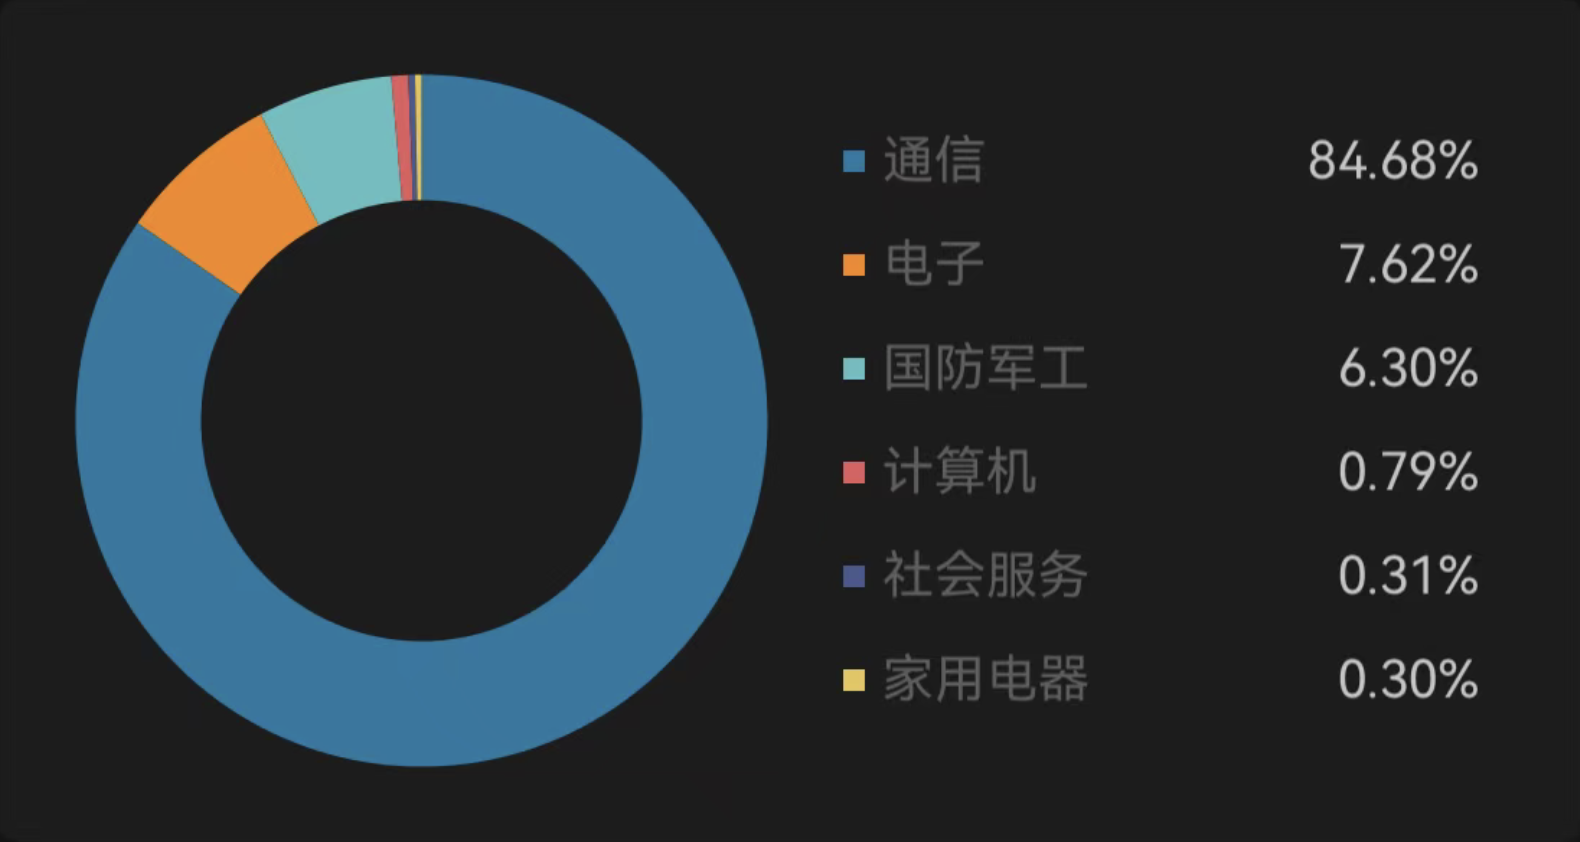 通信 84.68%
电子 7.62%
国防军工 6.30%
计算机 0.79%
社会服务 0.31%
家用电器 0.30%